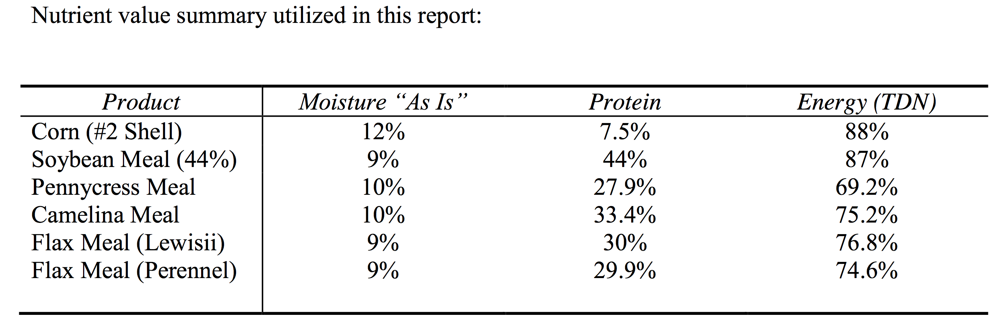 Nutrient value summary utilized in this report:
Product Moisture “As Is” Protein Energy (TDN)
Corn (#2 Shell) 12% 7.5% 88%
Soybean Meal (44%) 9% 44% 87%
Pennycress Meal 10% 27.9% 69.2%
Camelina Meal 10% 33.4% 75.2%
Flax Meal (Lewisii) 9% 30% 76.8%
Flax Meal (Perennel) 9% 29.9% 74.6%